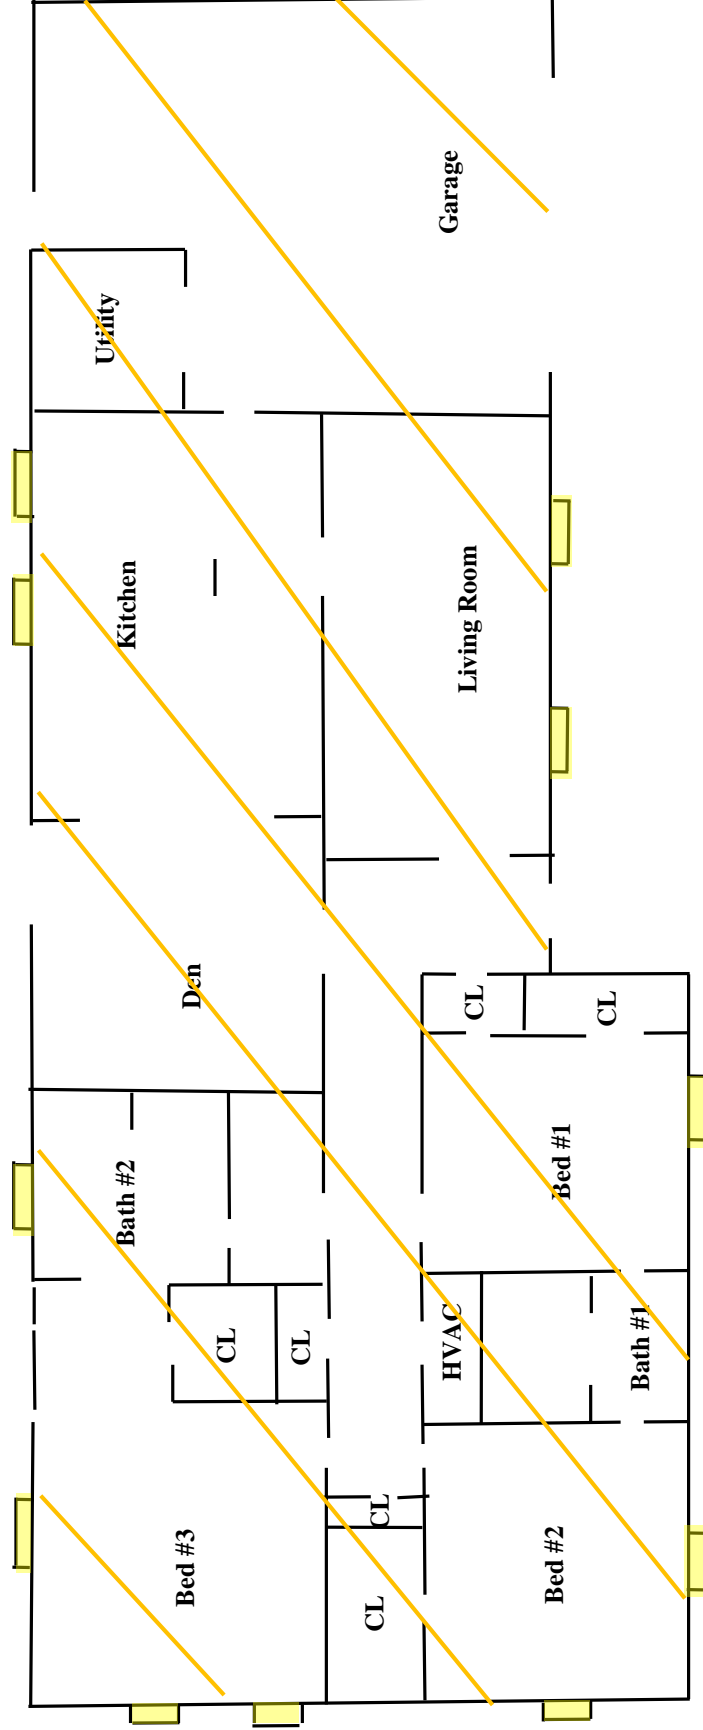 Garage
Utility
Kitchen
Living Room
Den
CL
CL
Bed #1
Bath #2
CL
CL
HVAC
Bath #1
CL
Bed #3
Bed #2
CL